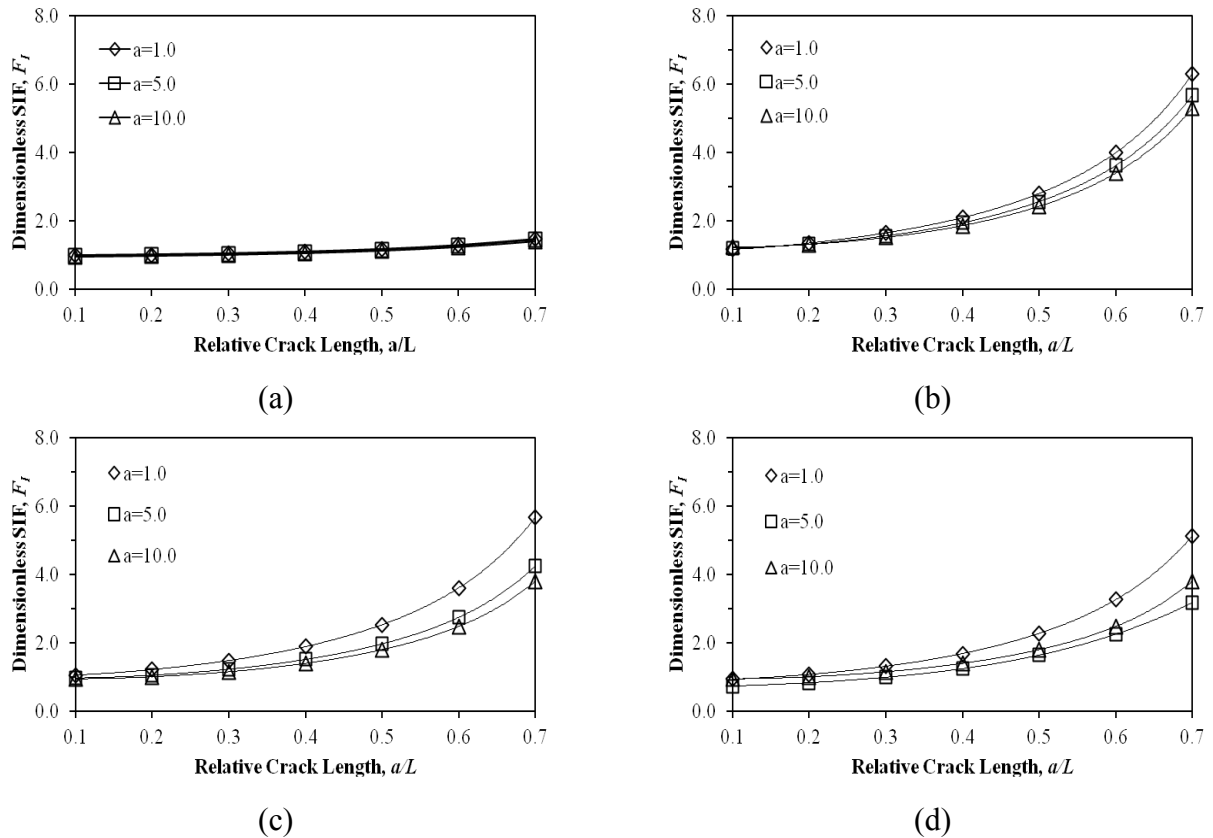 8.0
6.0
4.0
2.0
0.0
Dimensionless SIF, F_I
a=1.0
a=5.0
a=10.0
0.1 0.2 0.3 0.4 0.5 0.6 0.7
Relative Crack Length, a/L
(a)
8.0
6.0
4.0
2.0
0.0
Dimensionless SIF, F_I
a=1.0
a=5.0
a=10.0
0.1 0.2 0.3 0.4 0.5 0.6 0.7
Relative Crack Length, a/L
(b)
8.0
6.0
4.0
2.0
0.0
Dimensionless SIF, F_I
a=1.0
a=5.0
a=10.0
0.1 0.2 0.3 0.4 0.5 0.6 0.7
Relative Crack Length, a/L
(c)
8.0
6.0
4.0
2.0
0.0
Dimensionless SIF, F_I
a=1.0
a=5.0
a=10.0
0.1 0.2 0.3 0.4 0.5 0.6 0.7
Relative Crack Length, a/L
(d)